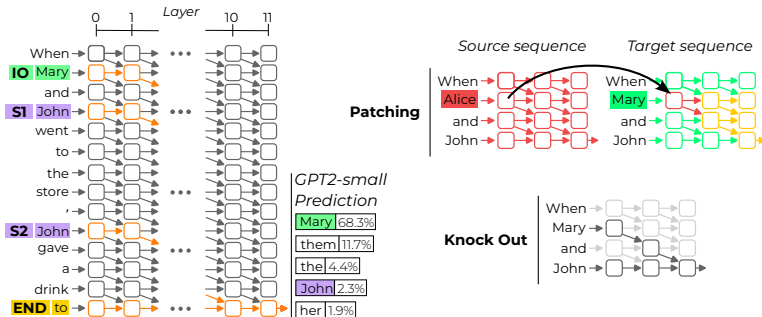 Layer
0 1 10 11
When
IO Mary
and
S1 John
went
to
the
store
,
S2 John
gave
a
drink
END to
GPT2-small
Prediction
Mary 68.3%
them 11.7%
the 4.4%
John 2.3%
her 1.9%
Patching
Source sequence
When
Alice
and
John
Target sequence
When
Mary
and
John
Knock Out
When
Mary
and
John